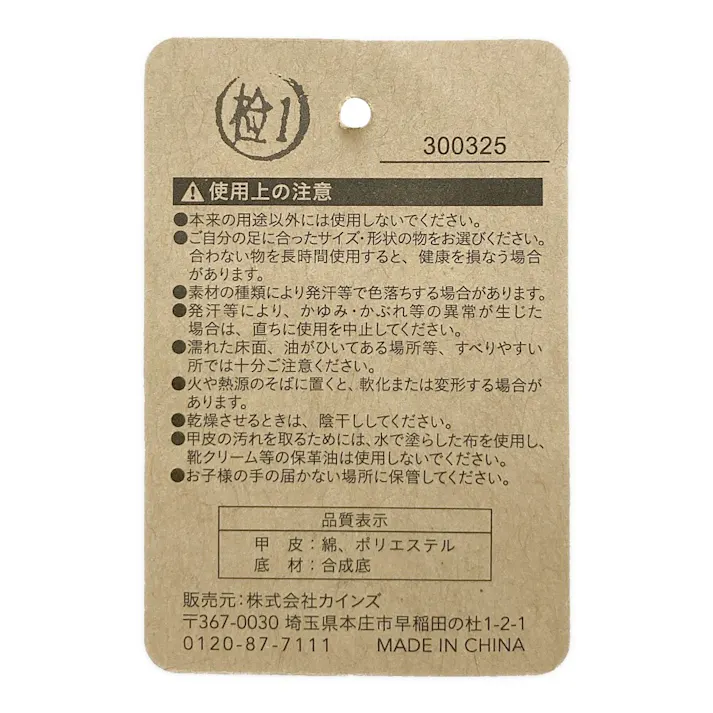 検1
300325
⚠使用上の注意
●本来の用途以外には使用しないでください。
●ご自分の足に合ったサイズ・形状の物をお選びください。
合わない物を長時間使用すると、健康を損なう場合
があります。
●素材の種類により発汗等で色落ちする場合があります。
●発汗等により、かゆみ・かぶれ等の異常が生じた
場合は、直ちに使用を中止してください。
●濡れた床面、油がひいてある場所等、すべりやすい
所では十分ご注意ください。
●火や熱源のそばに置くと、軟化または変形する場合が
あります。
●乾燥させるときは、陰干ししてください。
●甲皮の汚れを取るためには、水で塗らした布を使用し、
靴クリーム等の保革油は使用しないでください。
●お子様の手の届かない場所に保管してください。
品質表示
甲 皮：綿、ポリエステル
底 材：合成底
販売元：株式会社カインズ
〒367-0030 埼玉県本庄市早稲田の杜1-2-1
0120-87-7111 MADE IN CHINA